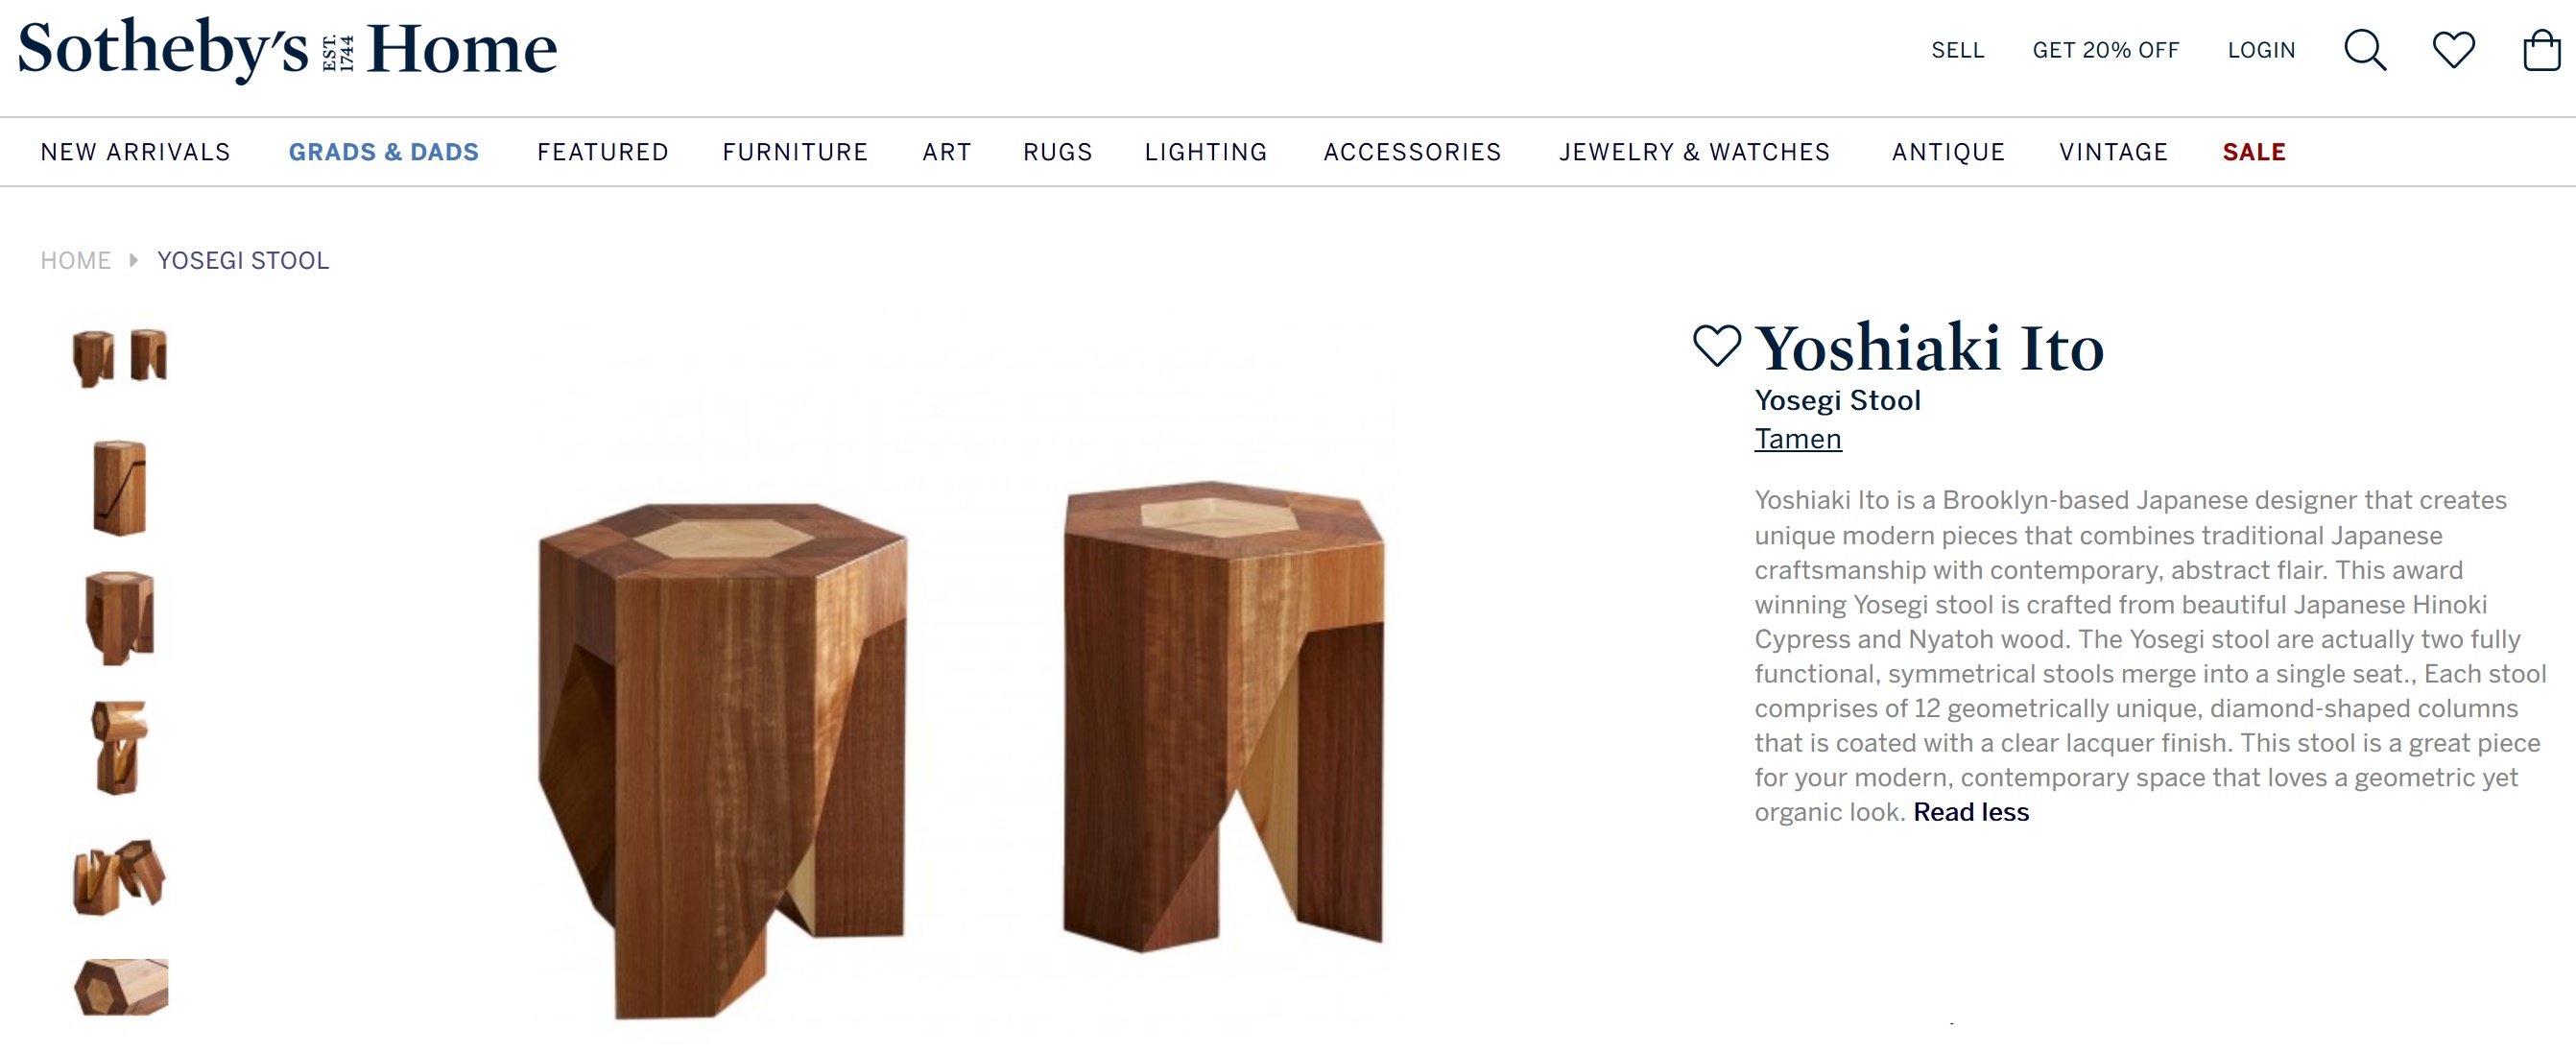 Sotheby's EST. 1744 Home
SELL GET 20% OFF LOGIN
NEW ARRIVALS GRADS & DADS FEATURED FURNITURE ART RUGS LIGHTING ACCESSORIES JEWELRY & WATCHES ANTIQUE VINTAGE SALE
HOME YOSEGI STOOL
Yoshiaki Ito
Yosegi Stool
Tamen
Yoshiaki Ito is a Brooklyn-based Japanese designer that creates
unique modern pieces that combines traditional Japanese
craftsmanship with contemporary, abstract flair. This award
winning Yosegi stool is crafted from beautiful Japanese Hinoki
Cypress and Nyatoh wood. The Yosegi stool are actually two fully
functional, symmetrical stools merge into a single seat., Each stool
comprises of 12 geometrically unique, diamond-shaped columns
that is coated with a clear lacquer finish. This stool is a great piece
for your modern, contemporary space that loves a geometric yet
organic look. Read less